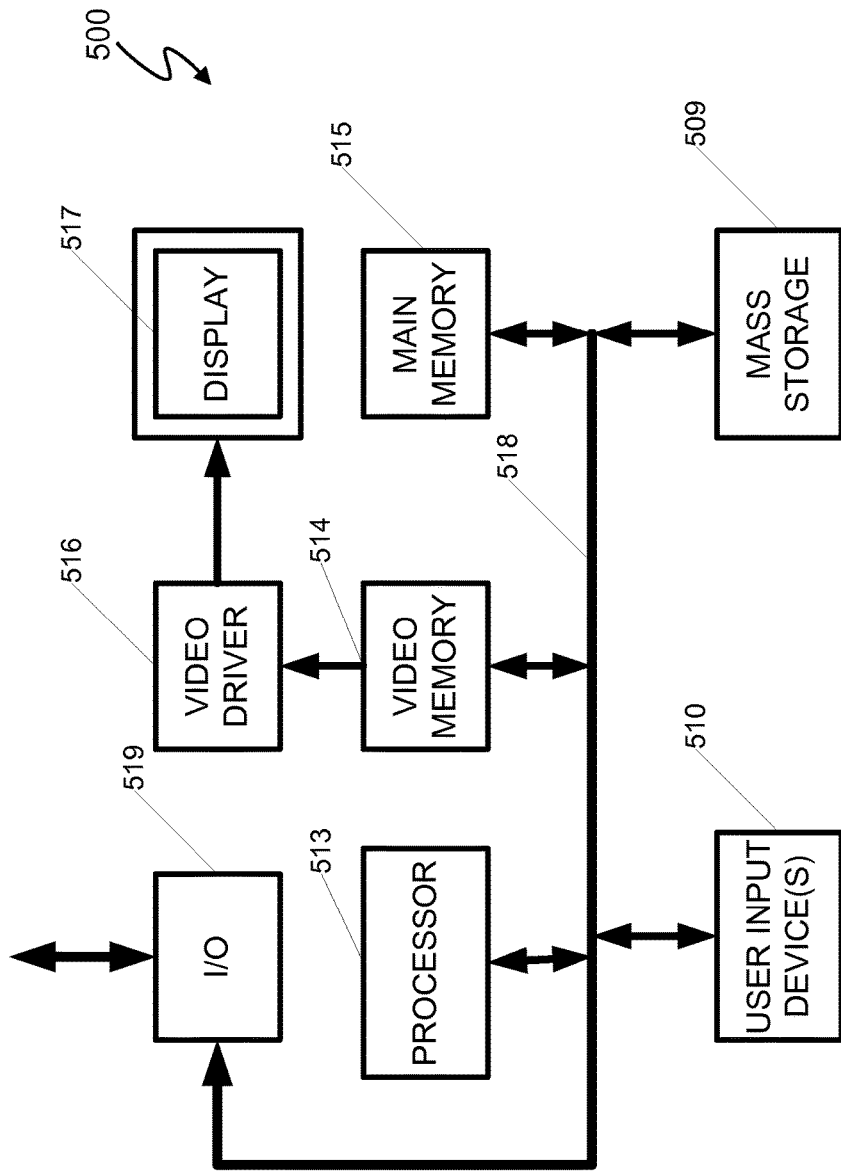 500
519
I/O
516
VIDEO
DRIVER
517
DISPLAY
513
PROCESSOR
514
VIDEO
MEMORY
515
MAIN
MEMORY
518
510
USER INPUT
DEVICE(S)
509
MASS
STORAGE